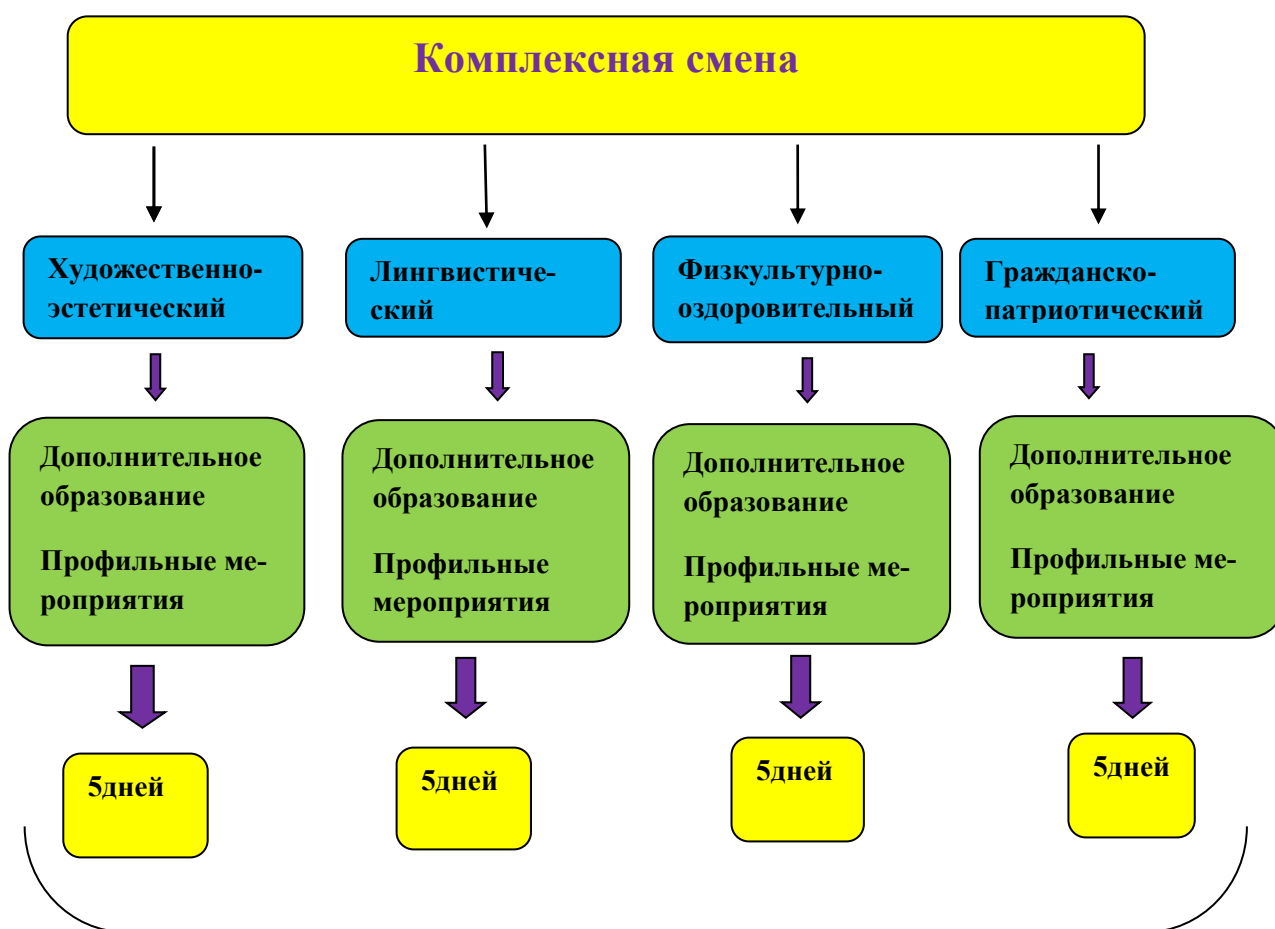 Комплексная смена
Художественно-
эстетический
Лингвистиче-
ский
Физкультурно-
оздоровительный
Гражданско-
патриотический
Дополнительное
образование
Профильные ме-
роприятия
Дополнительное
образование
Профильные
мероприятия
Дополнительное
образование
Профильные ме-
роприятия
Дополнительное
образование
Профильные ме-
роприятия
5дней
5дней
5дней
5дней